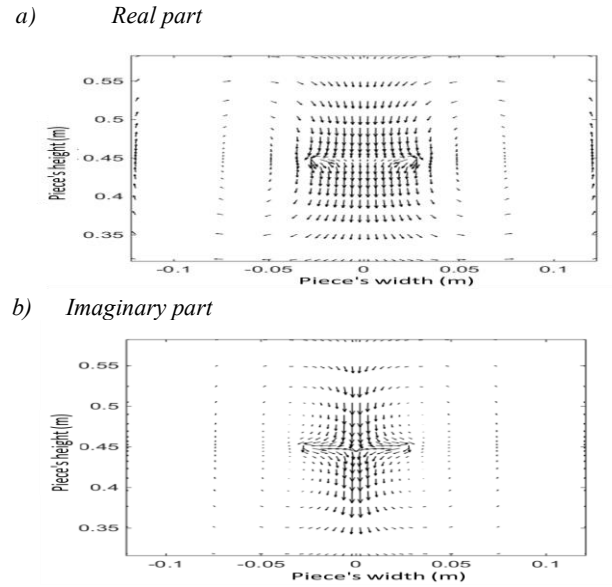 a) Real part
Piece's height (m)
0.55
0.5
0.45
0.4
0.35
-0.1 -0.05 0 0.05 0.1
Piece's width (m)
b) Imaginary part
Piece's height (m)
0.55
0.5
0.45
0.4
0.35
-0.1 -0.05 0 0.05 0.1
Piece's width (m)